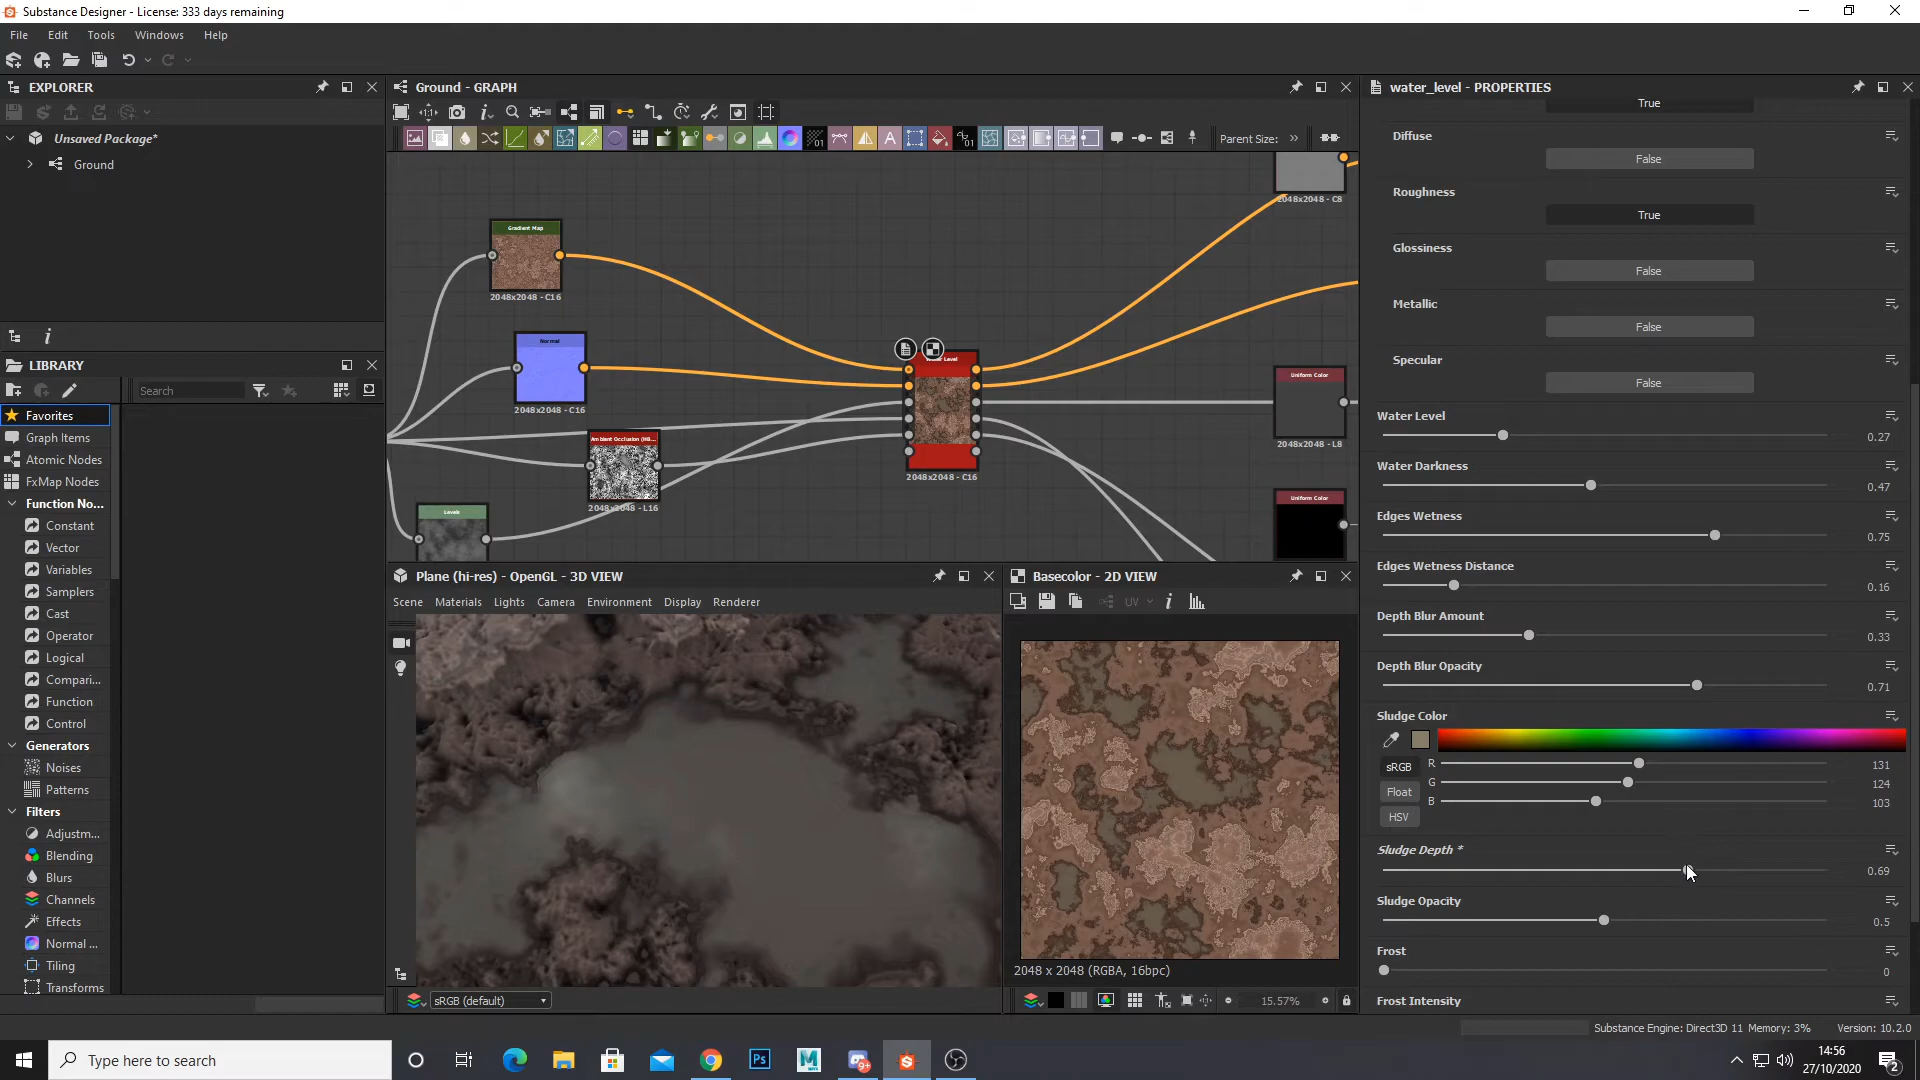 Substance Designer - License: 333 days remaining
File Edit Tools Windows Help
EXPLORER
Unsaved Package*
Ground
LIBRARY
Search
Favorites
Graph Items
Atomic Nodes
FxMap Nodes
Function No...
Constant
Vector
Variables
Samplers
Cast
Operator
Logical
Compari...
Function
Control
Generators
Noises
Patterns
Filters
Adjustm...
Blending
Blurs
Channels
Effects
Normal ...
Tiling
Transforms
Ground - GRAPH
Parent Size:
Gradient Map
2048x2048 - C16
Normal
2048x2048 - C16
Ambient Occlusion (HB...
2048x2048 - L16
Levels
Level
2048x2048 - C16
2048x2048 - C8
Uniform Color
2048x2048 - L8
Uniform Color
Plane (hi-res) - OpenGL - 3D VIEW
Scene Materials Lights Camera Environment Display Renderer
sRGB (default)
Basecolor - 2D VIEW
UV
2048 x 2048 (RGBA, 16bpc)
15.57%
water_level - PROPERTIES
True
Diffuse
False
Roughness
True
Glossiness
False
Metallic
False
Specular
False
Water Level
0.27
Water Darkness
0.47
Edges Wetness
0.75
Edges Wetness Distance
0.16
Depth Blur Amount
0.33
Depth Blur Opacity
0.71
Sludge Color
sRGB R 131
Float G 124
HSV B 103
Sludge Depth *
0.69
Sludge Opacity
0.5
Frost
0
Frost Intensity
Substance Engine: Direct3D 11 Memory: 3% Version: 10.2.0
Type here to search
Ps
9+
14:56
27/10/2020
2